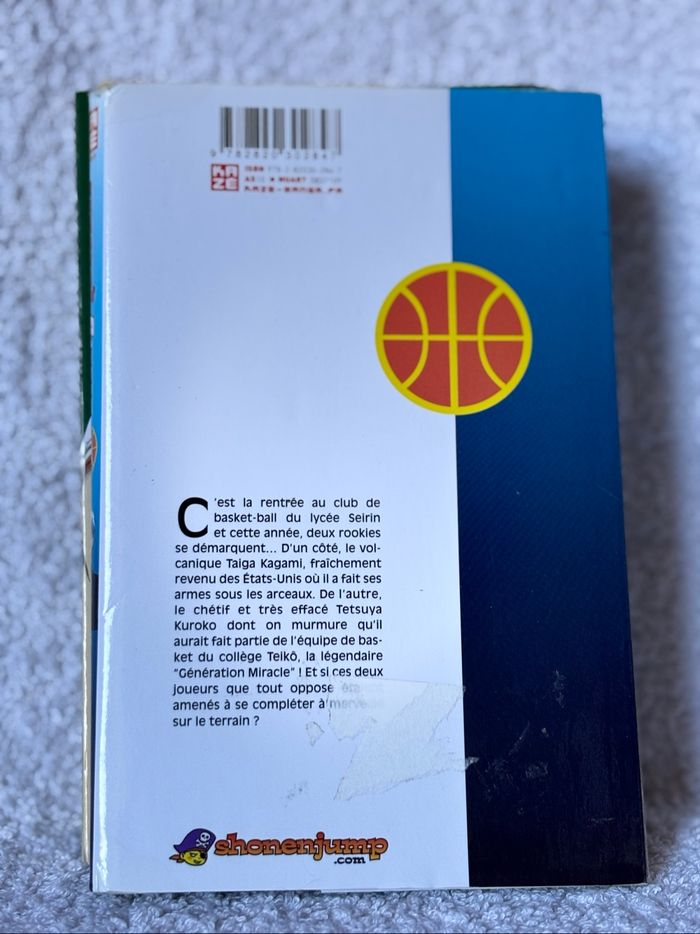 KAZE
KAZE-MANGA.FR
C'est la rentrée au club de
basket-ball du lycée Seirin
et cette année, deux rookies
se démarquent... D'un côté, le vol-
canique Taiga Kagami, fraîchement
revenu des États-Unis où il a fait ses
armes sous les arceaux. De l'autre,
le chétif et très effacé Tetsuya
Kuroko dont on murmure qu'il
aurait fait partie de l'équipe de bas-
ket du collège Teikô, la légendaire
"Génération Miracle" ! Et si ces deux
joueurs que tout oppose
amenés à se compléter à
sur le terrain ?
shonenjump
.com